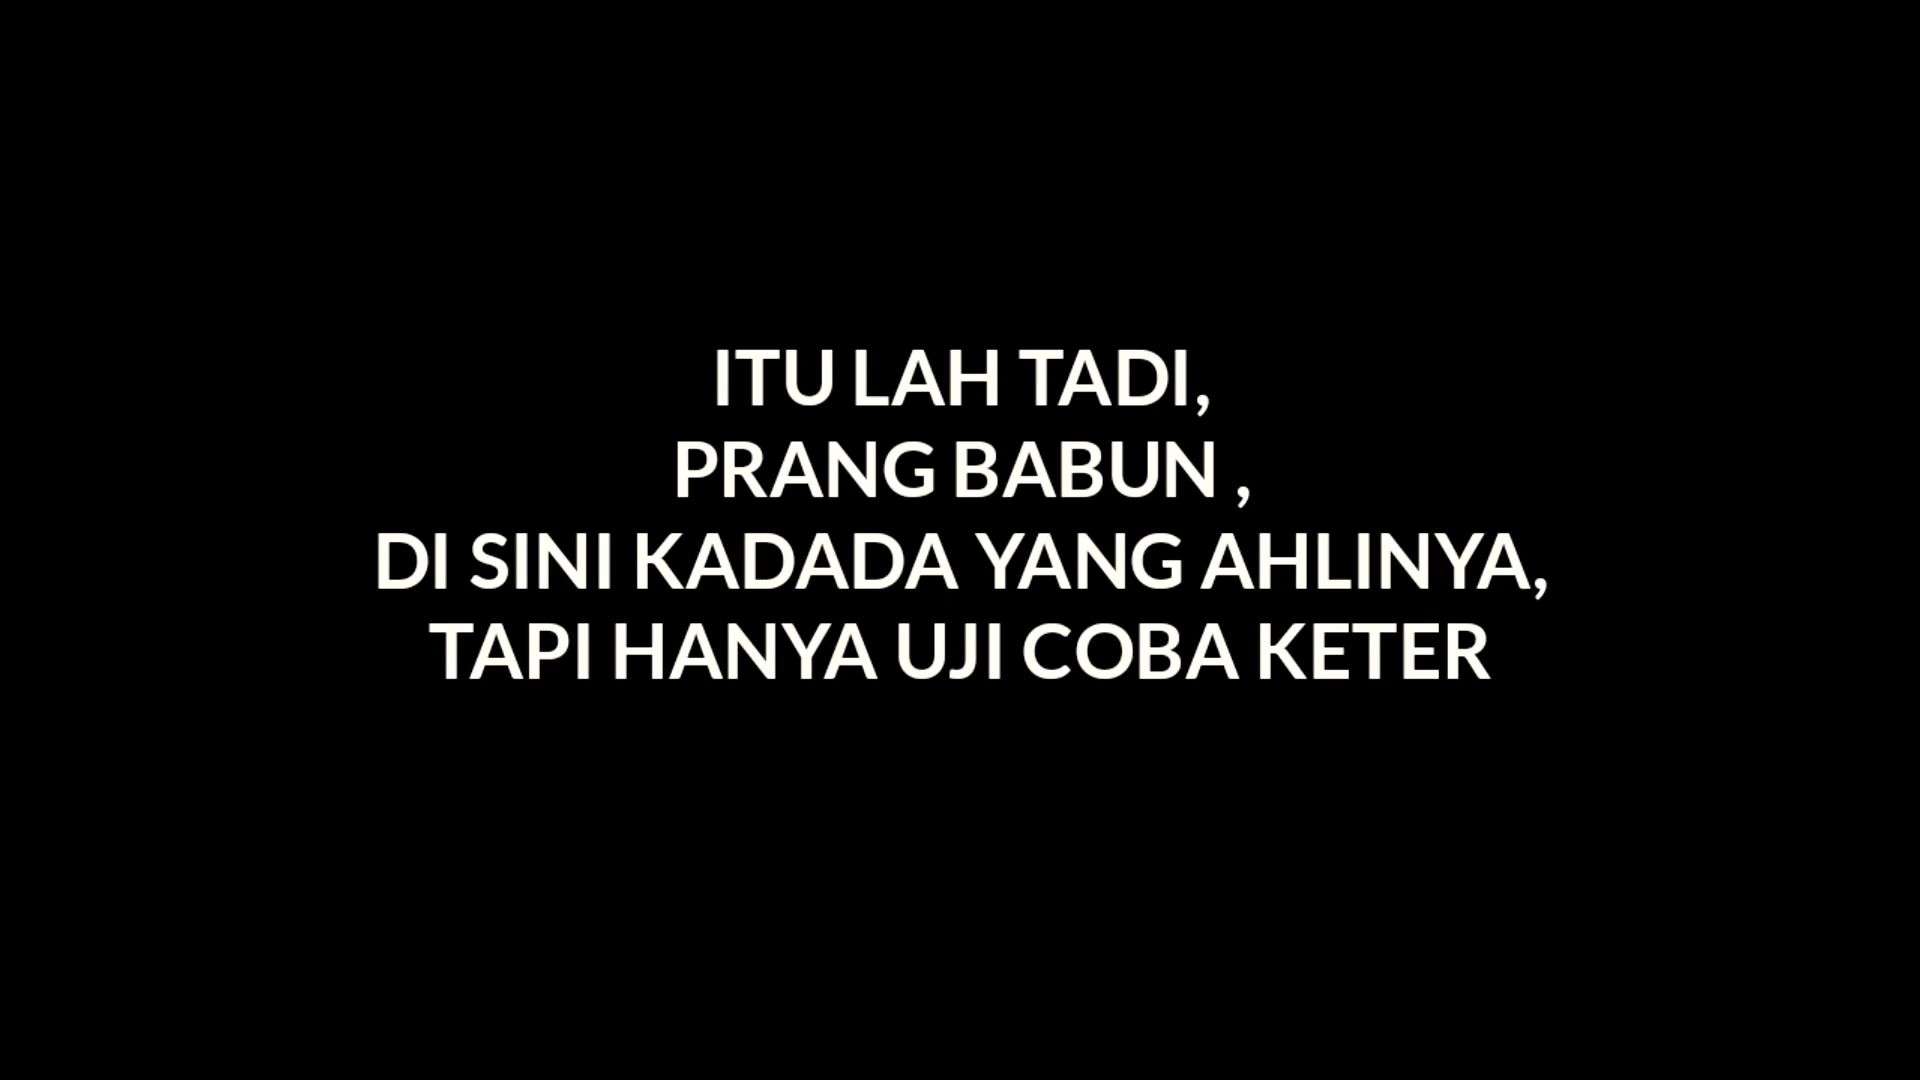 ITU LAH TADI,
PRANG BABUN ,
DI SINI KADADA YANG AHLINYA,
TAPI HANYA UJI COBA KETER